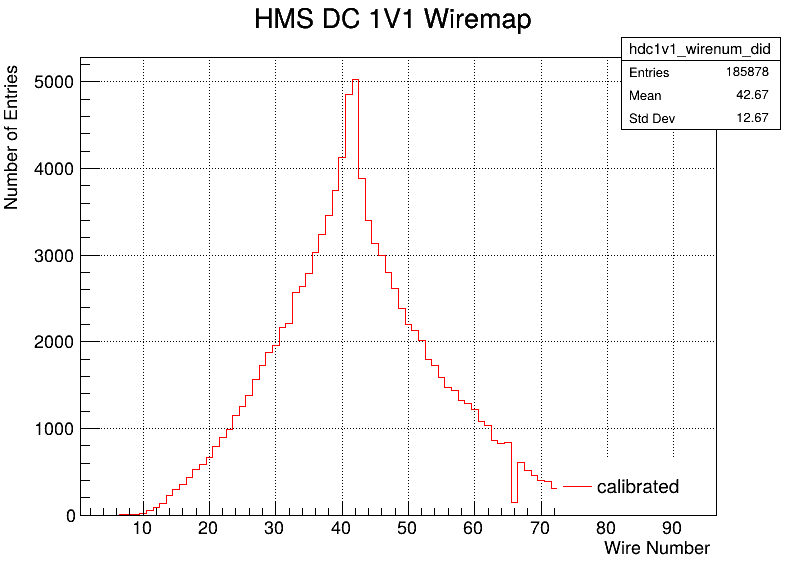 HMS DC 1V1 Wiremap
hdc1v1_wirenum_did
Entries 185878
Mean 42.67
Std Dev 12.67
Number of Entries
5000
4000
3000
2000
1000
0
calibrated
10 20 30 40 50 60 70 80 90
Wire Number